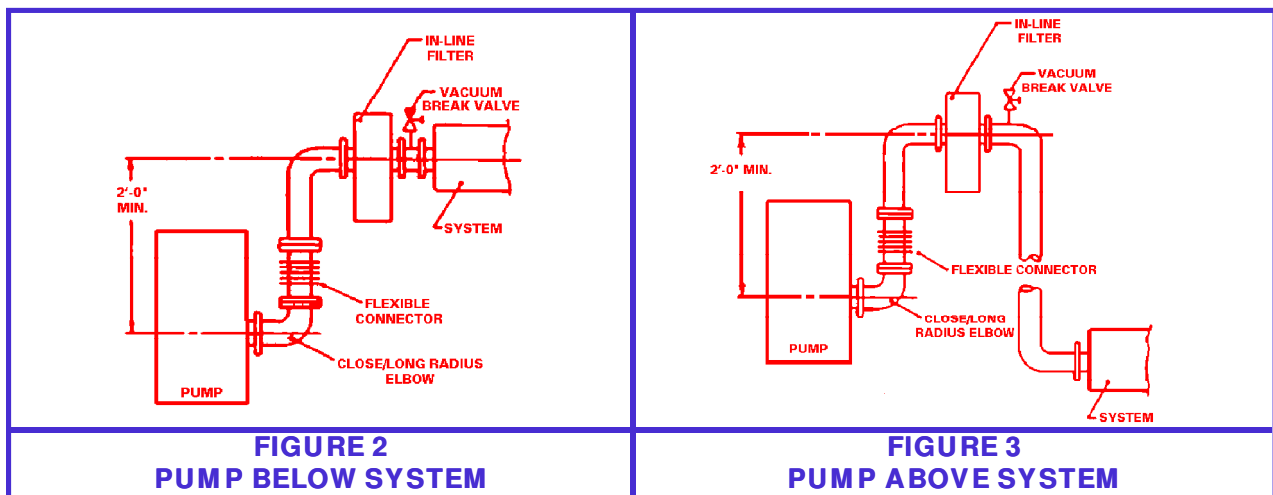 IN-LINE
FILTER
VACUUM
BREAK VALVE
2'-0"
MIN.
SYSTEM
FLEXIBLE
CONNECTOR
CLOSE/LONG RADIUS
ELBOW
PUMP
FIGURE 2
PUMP BELOW SYSTEM
IN-LINE
FILTER
VACUUM
BREAK VALVE
2'-0" MIN.
FLEXIBLE CONNECTOR
CLOSE/LONG
RADIUS ELBOW
PUMP
SYSTEM
FIGURE 3
PUMP ABOVE SYSTEM